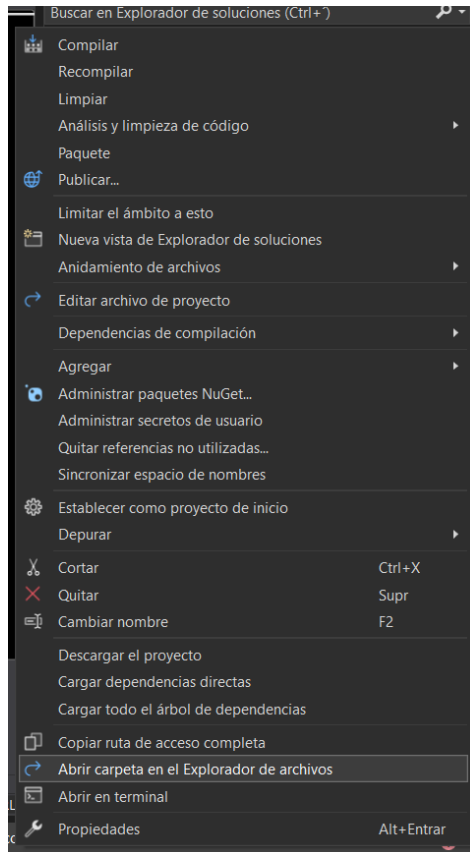 Buscar en Explorador de soluciones (Ctrl+´)
Compilar
Recompilar
Limpiar
Análisis y limpieza de código
Paquete
Publicar...
Limitar el ámbito a esto
Nueva vista de Explorador de soluciones
Anidamiento de archivos
Editar archivo de proyecto
Dependencias de compilación
Agregar
Administrar paquetes NuGet...
Administrar secretos de usuario
Quitar referencias no utilizadas...
Sincronizar espacio de nombres
Establecer como proyecto de inicio
Depurar
Cortar Ctrl+X
Quitar Supr
Cambiar nombre F2
Descargar el proyecto
Cargar dependencias directas
Cargar todo el árbol de dependencias
Copiar ruta de acceso completa
Abrir carpeta en el Explorador de archivos
Abrir en terminal
Propiedades Alt+Entrar